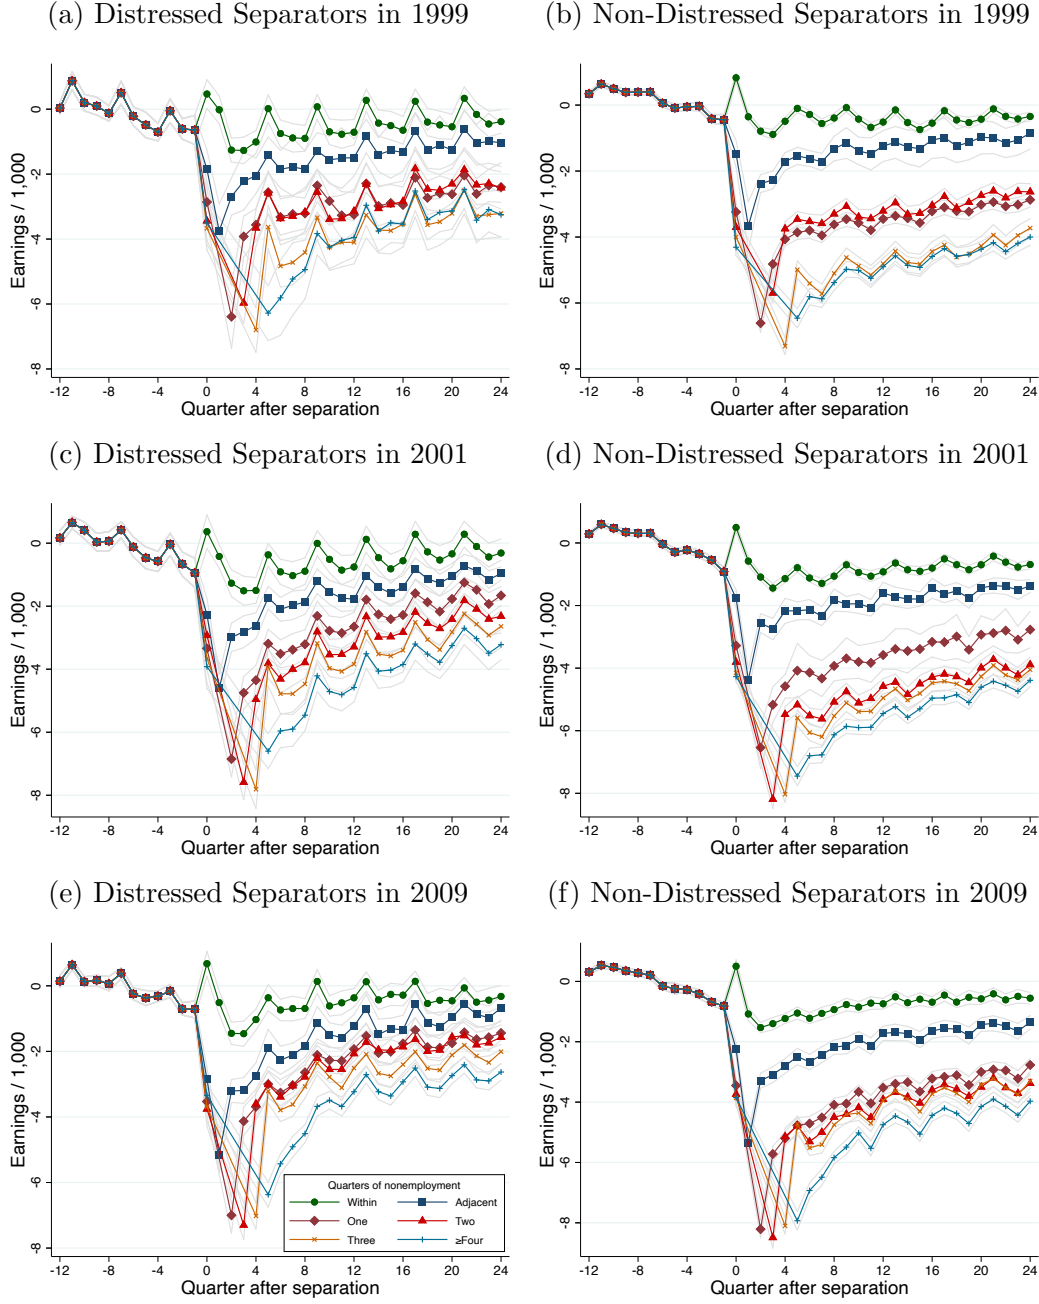 (a) Distressed Separators in 1999
(b) Non-Distressed Separators in 1999
Earnings / 1,000
0
-2
-4
-6
-8
-12 -8 -4 0 4 8 12 16 20 24
Quarter after separation
Earnings / 1,000
0
-2
-4
-6
-8
-12 -8 -4 0 4 8 12 16 20 24
Quarter after separation
(c) Distressed Separators in 2001
(d) Non-Distressed Separators in 2001
Earnings / 1,000
0
-2
-4
-6
-8
-12 -8 -4 0 4 8 12 16 20 24
Quarter after separation
Earnings / 1,000
0
-2
-4
-6
-8
-12 -8 -4 0 4 8 12 16 20 24
Quarter after separation
(e) Distressed Separators in 2009
(f) Non-Distressed Separators in 2009
Earnings / 1,000
0
-2
-4
-6
-8
Quarters of nonemployment
Within Adjacent
One Two
Three ≥Four
-12 -8 -4 0 4 8 12 16 20 24
Quarter after separation
Earnings / 1,000
0
-2
-4
-6
-8
-12 -8 -4 0 4 8 12 16 20 24
Quarter after separation